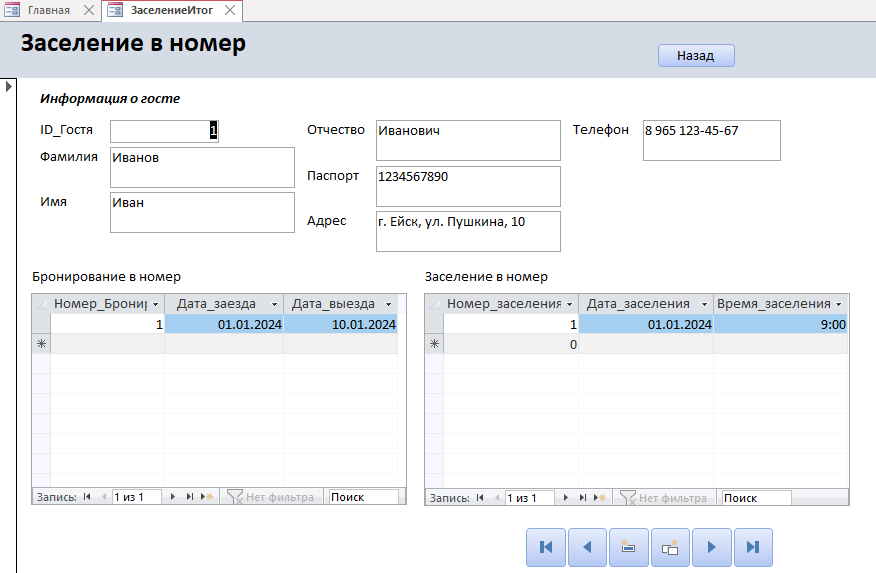 Главная
ЗаселениеИтог
Заселение в номер
Назад
Информация о госте
ID_Гостя 1
Фамилия Иванов
Имя Иван
Отчество Иванович
Паспорт 1234567890
Адрес г. Ейск, ул. Пушкина, 10
Телефон 8 965 123-45-67
Бронирование в номер
Номер_Бронир Дата_заезда Дата_выезда
1 01.01.2024 10.01.2024
Запись: 1 из 1 Нет фильтра Поиск
Заселение в номер
Номер_заселения Дата_заселения Время_заселения
1 01.01.2024 9:00
0
Запись: 1 из 1 Нет фильтра Поиск